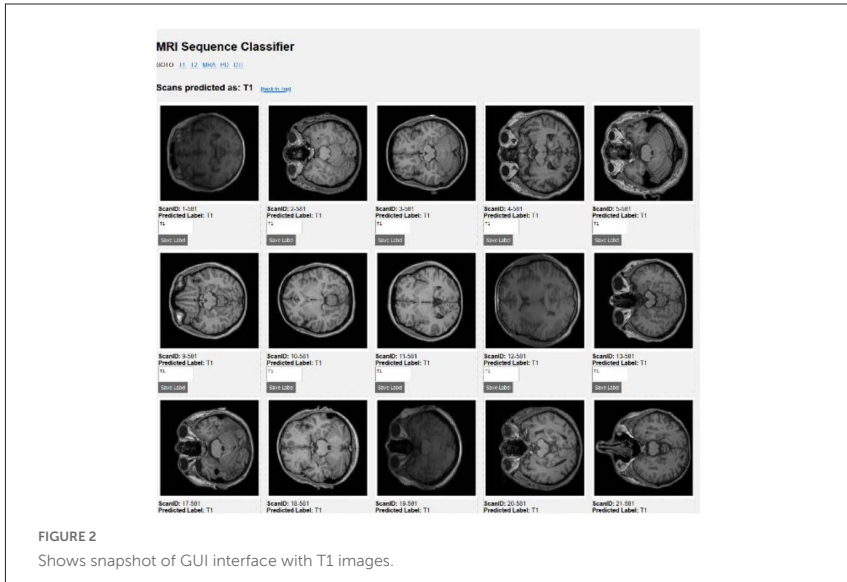 MRI Sequence Classifier
GOTO: T1 T2 MRA PD OTI
Scans predicted as: T1 [back to top]
ScanID: 1-581 ScanID: 2-581 ScanID: 3-581 ScanID: 4-581 ScanID: 5-581
Predicted Label: T1 Predicted Label: T1 Predicted Label: T1 Predicted Label: T1 Predicted Label: T1
T1 T1 T1 T1 T1
Save Label Save Label Save Label Save Label Save Label
ScanID: 9-581 ScanID: 10-581 ScanID: 11-581 ScanID: 12-581 ScanID: 13-581
Predicted Label: T1 Predicted Label: T1 Predicted Label: T1 Predicted Label: T1 Predicted Label: T1
T1 T1 T1 T1 T1
Save Label Save Label Save Label Save Label Save Label
ScanID: 17-581 ScanID: 18-581 ScanID: 19-581 ScanID: 20-581 ScanID: 21-581
Predicted Label: T1 Predicted Label: T1 Predicted Label: T1 Predicted Label: T1 Predicted Label: T1
FIGURE 2
Shows snapshot of GUI interface with T1 images.